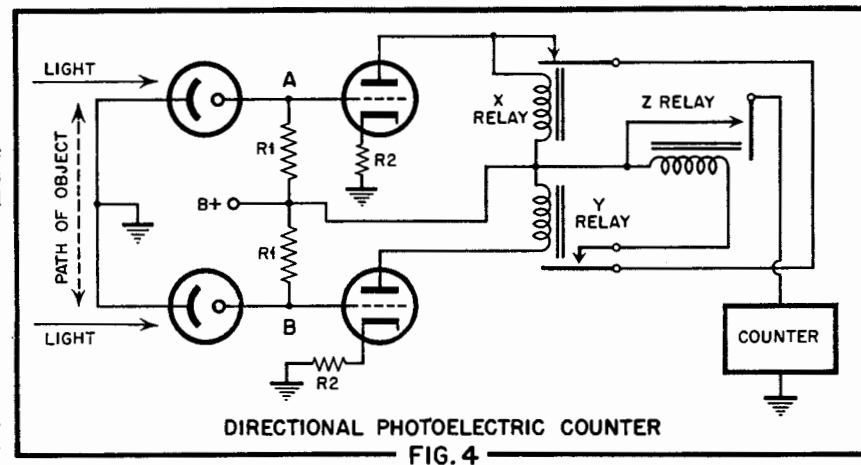 LIGHT
A
X
RELAY
Z RELAY
R1
R2
PATH OF OBJECT
B+
Y
RELAY
R1
B
LIGHT
R2
COUNTER
DIRECTIONAL PHOTOELECTRIC COUNTER
FIG. 4